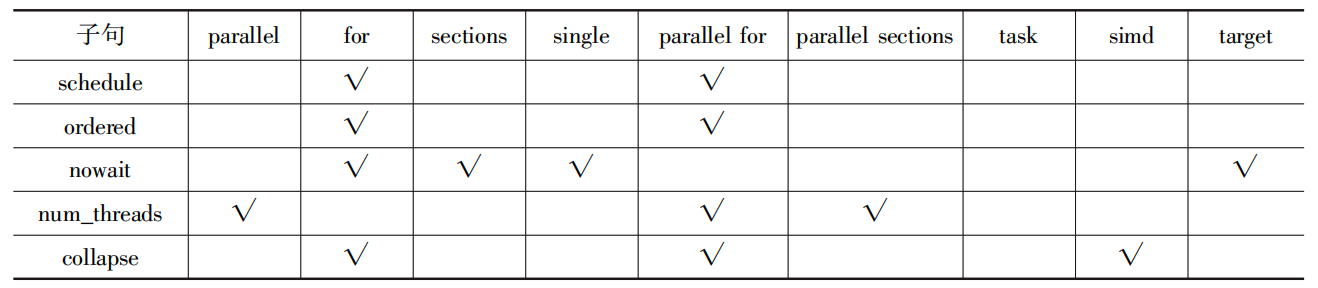 子句 parallel for sections single parallel for parallel sections task simd target
schedule √ √
ordered √ √
nowait √ √ √ √
num_threads √ √ √
collapse √ √ √